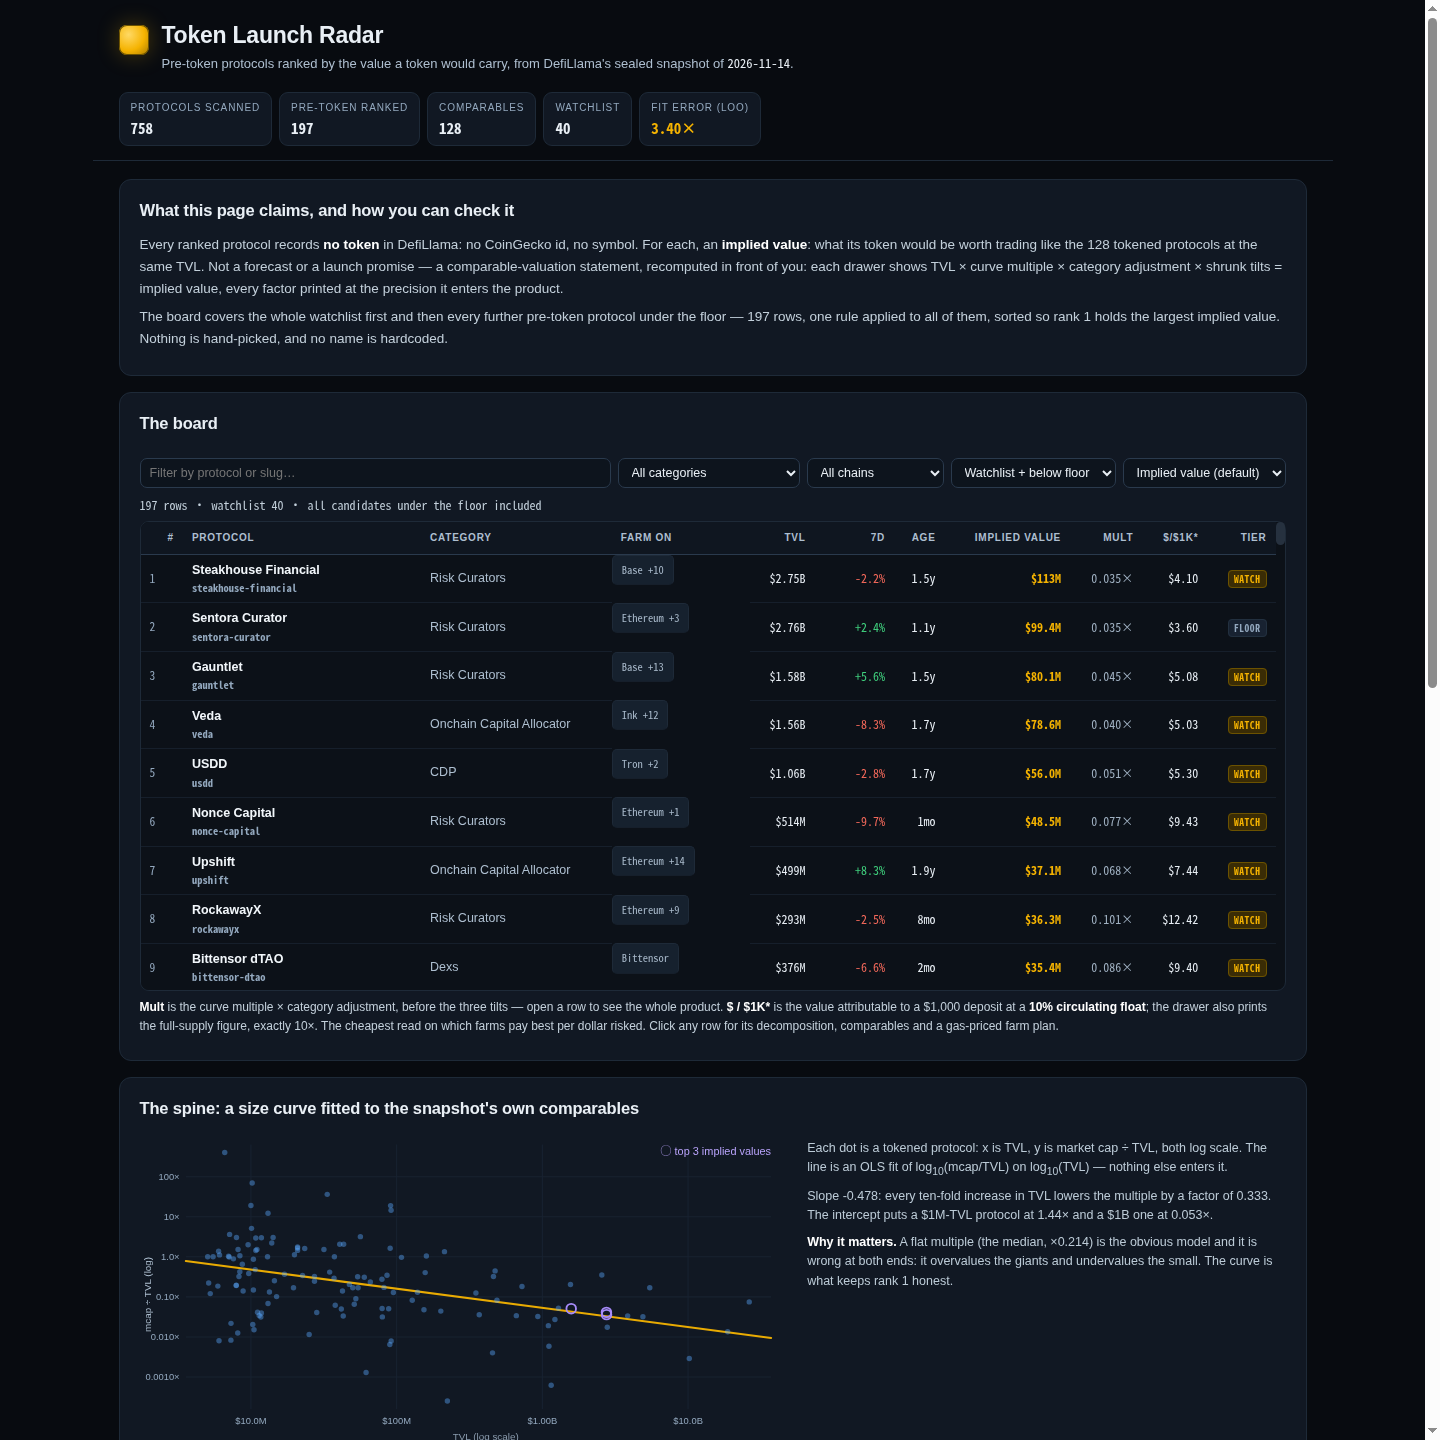 Token Launch Radar
Pre-token protocols ranked by the value a token would carry, from DefiLlama's sealed snapshot of 2026-11-14.
PROTOCOLS SCANNED
758
PRE-TOKEN RANKED
197
COMPARABLES
128
WATCHLIST
40
FIT ERROR (LOO)
3.40×
What this page claims, and how you can check it
Every ranked protocol records no token in DefiLlama: no CoinGecko id, no symbol. For each, an implied value: what its token would be worth trading like the 128 tokened protocols at the
same TVL. Not a forecast or a launch promise — a comparable-valuation statement, recomputed in front of you: each drawer shows TVL × curve multiple × category adjustment × shrunk tilts =
implied value, every factor printed at the precision it enters the product.
The board covers the whole watchlist first and then every further pre-token protocol under the floor — 197 rows, one rule applied to all of them, sorted so rank 1 holds the largest implied value.
Nothing is hand-picked, and no name is hardcoded.
The board
Filter by protocol or slug… All categories All chains Watchlist + below floor Implied value (default)
197 rows • watchlist 40 • all candidates under the floor included
# PROTOCOL CATEGORY FARM ON TVL 7D AGE IMPLIED VALUE MULT $/$1K* TIER
1 Steakhouse Financial steakhouse-financial Risk Curators Base +10 $2.75B -2.2% 1.5y $113M 0.035× $4.10 WATCH
2 Sentora Curator sentora-curator Risk Curators Ethereum +3 $2.76B +2.4% 1.1y $99.4M 0.035× $3.60 FLOOR
3 Gauntlet gauntlet Risk Curators Base +13 $1.58B +5.6% 1.5y $80.1M 0.045× $5.08 WATCH
4 Veda veda Onchain Capital Allocator Ink +12 $1.56B -8.3% 1.7y $78.6M 0.040× $5.03 WATCH
5 USDD usdd CDP Tron +2 $1.06B -2.8% 1.7y $56.0M 0.051× $5.30 WATCH
6 Nonce Capital nonce-capital Risk Curators Ethereum +1 $514M -9.7% 1mo $48.5M 0.077× $9.43 WATCH
7 Upshift upshift Onchain Capital Allocator Ethereum +14 $499M +8.3% 1.9y $37.1M 0.068× $7.44 WATCH
8 RockawayX rockawayx Risk Curators Ethereum +9 $293M -2.5% 8mo $36.3M 0.101× $12.42 WATCH
9 Bittensor dTAO bittensor-dtao Dexs Bittensor $376M -6.6% 2mo $35.4M 0.086× $9.40 WATCH
Mult is the curve multiple × category adjustment, before the three tilts — open a row to see the whole product. $ / $1K* is the value attributable to a $1,000 deposit at a 10% circulating float; the drawer also prints
the full-supply figure, exactly 10×. The cheapest read on which farms pay best per dollar risked. Click any row for its decomposition, comparables and a gas-priced farm plan.
The spine: a size curve fitted to the snapshot's own comparables
top 3 implied values
100×
10×
1.0×
0.10×
0.010×
0.0010×
mcap ÷ TVL (log)
$10.0M $100M $1.00B $10.0B
TVL (log scale)
Each dot is a tokened protocol: x is TVL, y is market cap ÷ TVL, both log scale. The
line is an OLS fit of log10(mcap/TVL) on log10(TVL) — nothing else enters it.
Slope -0.478: every ten-fold increase in TVL lowers the multiple by a factor of 0.333.
The intercept puts a $1M-TVL protocol at 1.44× and a $1B one at 0.053×.
Why it matters. A flat multiple (the median, ×0.214) is the obvious model and it is
wrong at both ends: it overvalues the giants and undervalues the small. The curve is
what keeps rank 1 honest.